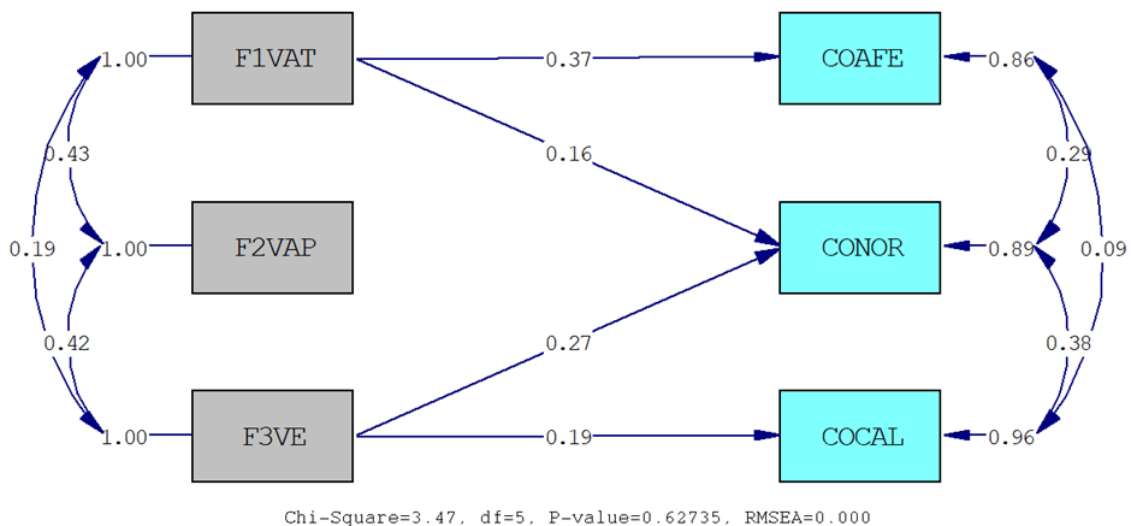 1.00 F1VAT 0.37 COAFE 0.86
0.43 0.16 0.29
0.19 1.00 F2VAP CONOR 0.89 0.09
0.42 0.27 0.38
1.00 F3VE 0.19 COCAL 0.96
Chi-Square=3.47, df=5, P-value=0.62735, RMSEA=0.000